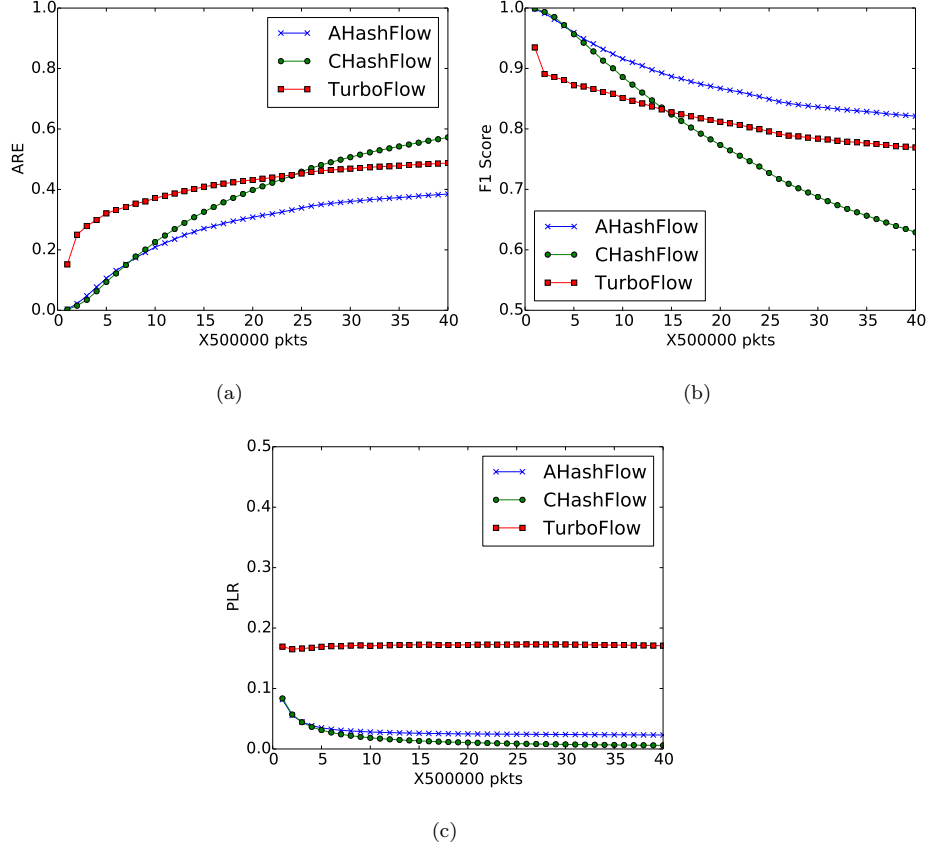 1.0
0.8
0.6
0.4
0.2
0.0
ARE
0 5 10 15 20 25 30 35 40
X500000 pkts
AHashFlow
CHashFlow
TurboFlow
(a)
1.0
0.9
0.8
0.7
0.6
0.5
F1 Score
0 5 10 15 20 25 30 35 40
X500000 pkts
AHashFlow
CHashFlow
TurboFlow
(b)
0.5
0.4
0.3
0.2
0.1
0.0
PLR
0 5 10 15 20 25 30 35 40
X500000 pkts
AHashFlow
CHashFlow
TurboFlow
(c)